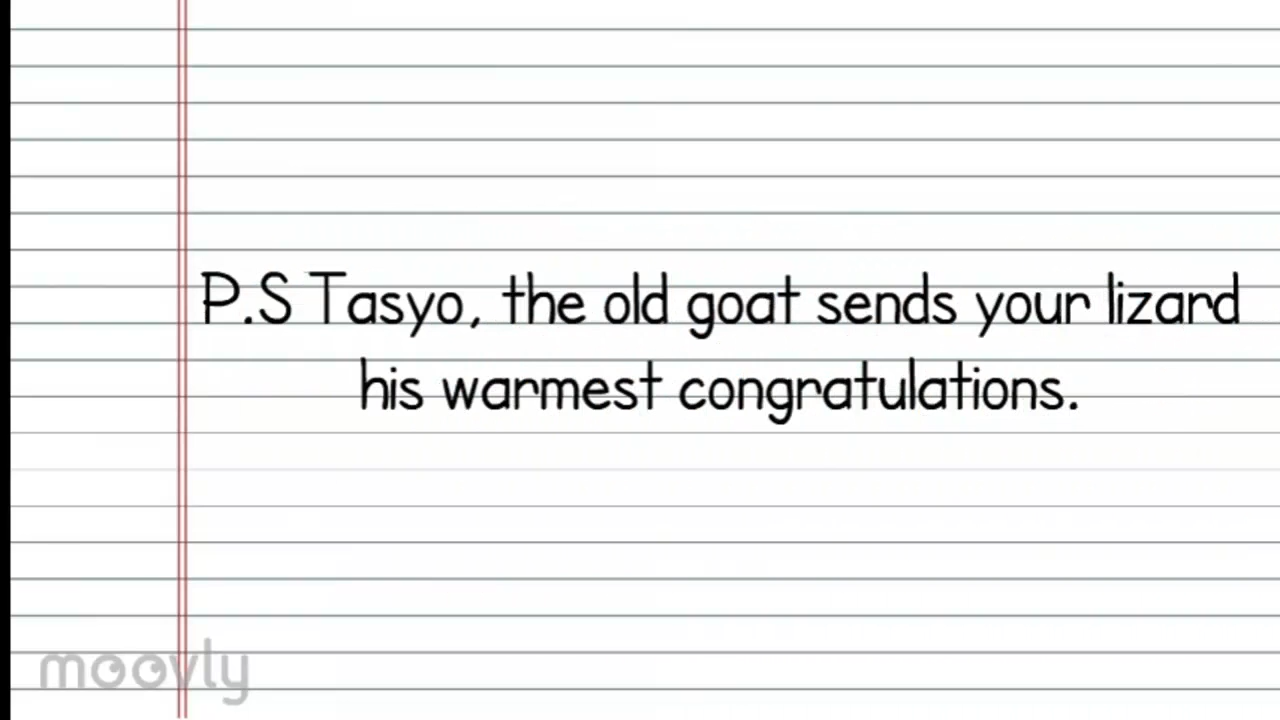 P.S Tasyo, the old goat sends your lizard
his warmest congratulations.
moovly